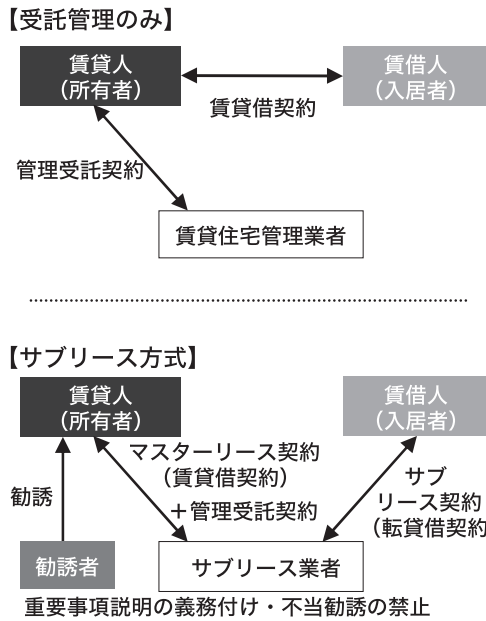 【受託管理のみ】
賃貸人
（所有者）
賃借人
（入居者）
賃貸借契約
管理受託契約
賃貸住宅管理業者
【サブリース方式】
賃貸人
（所有者）
賃借人
（入居者）
マスターリース契約
（賃貸借契約）
＋管理受託契約
サブ
リース契約
（転貸借契約
勧誘
勧誘者
サブリース業者
重要事項説明の義務付け・不当勧誘の禁止